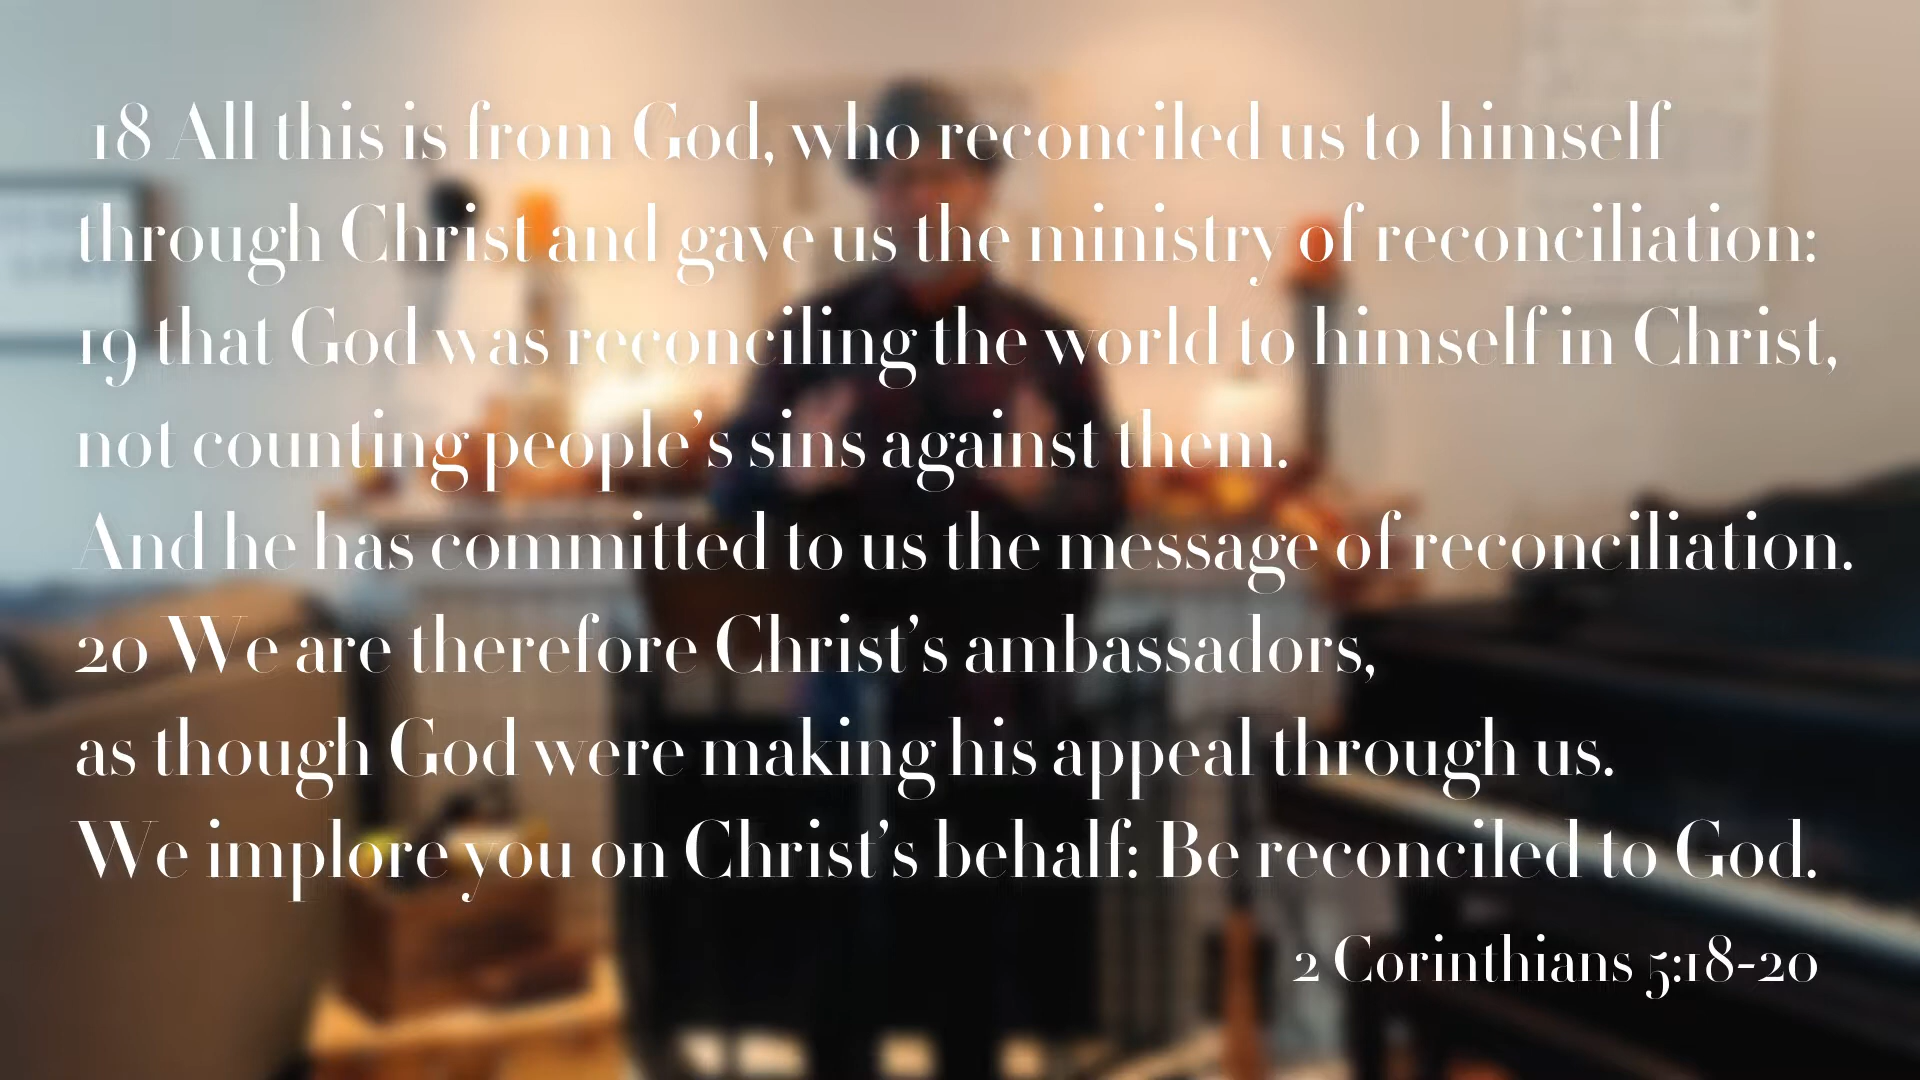 18 All this is from God, who reconciled us to himself
through Christ and gave us the ministry of reconciliation:
19 that God was reconciling the world to himself in Christ,
not counting people’s sins against them.
And he has committed to us the message of reconciliation.
20 We are therefore Christ’s ambassadors,
as though God were making his appeal through us.
We implore you on Christ’s behalf: Be reconciled to God.
2 Corinthians 5:18-20